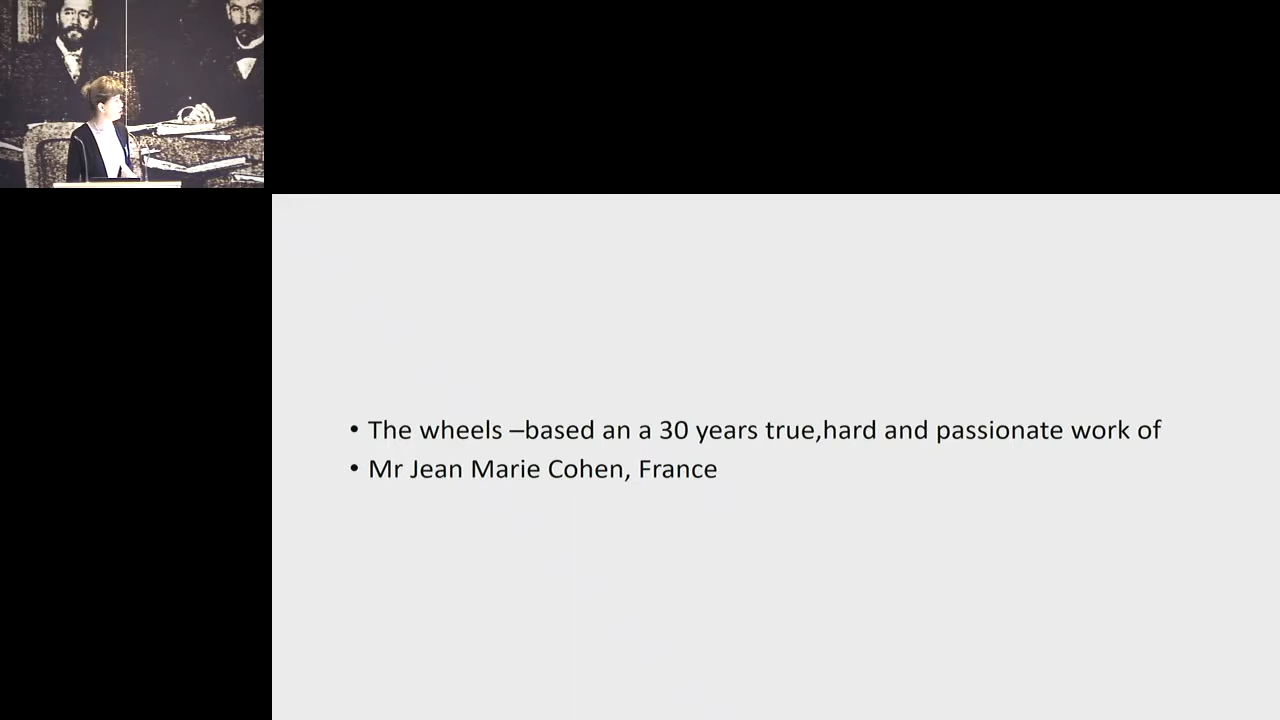 • The wheels –based an a 30 years true,hard and passionate work of
• Mr Jean Marie Cohen, France